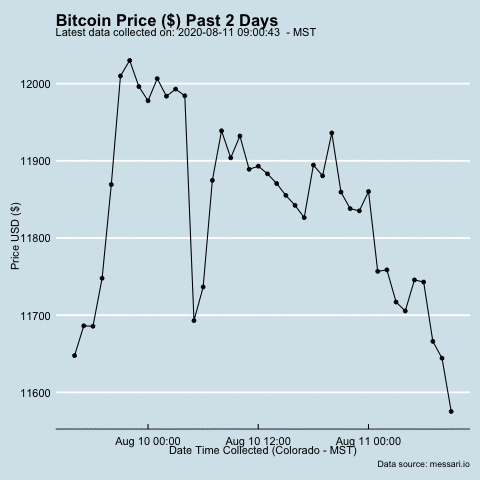 Bitcoin Price ($) Past 2 Days
Latest data collected on: 2020-08-11 09:00:43  - MST
12000
11900
11800
11700
11600
Price USD ($)
Aug 10 00:00
Aug 10 12:00
Aug 11 00:00
Date Time Collected (Colorado - MST)
Data source: messari.io